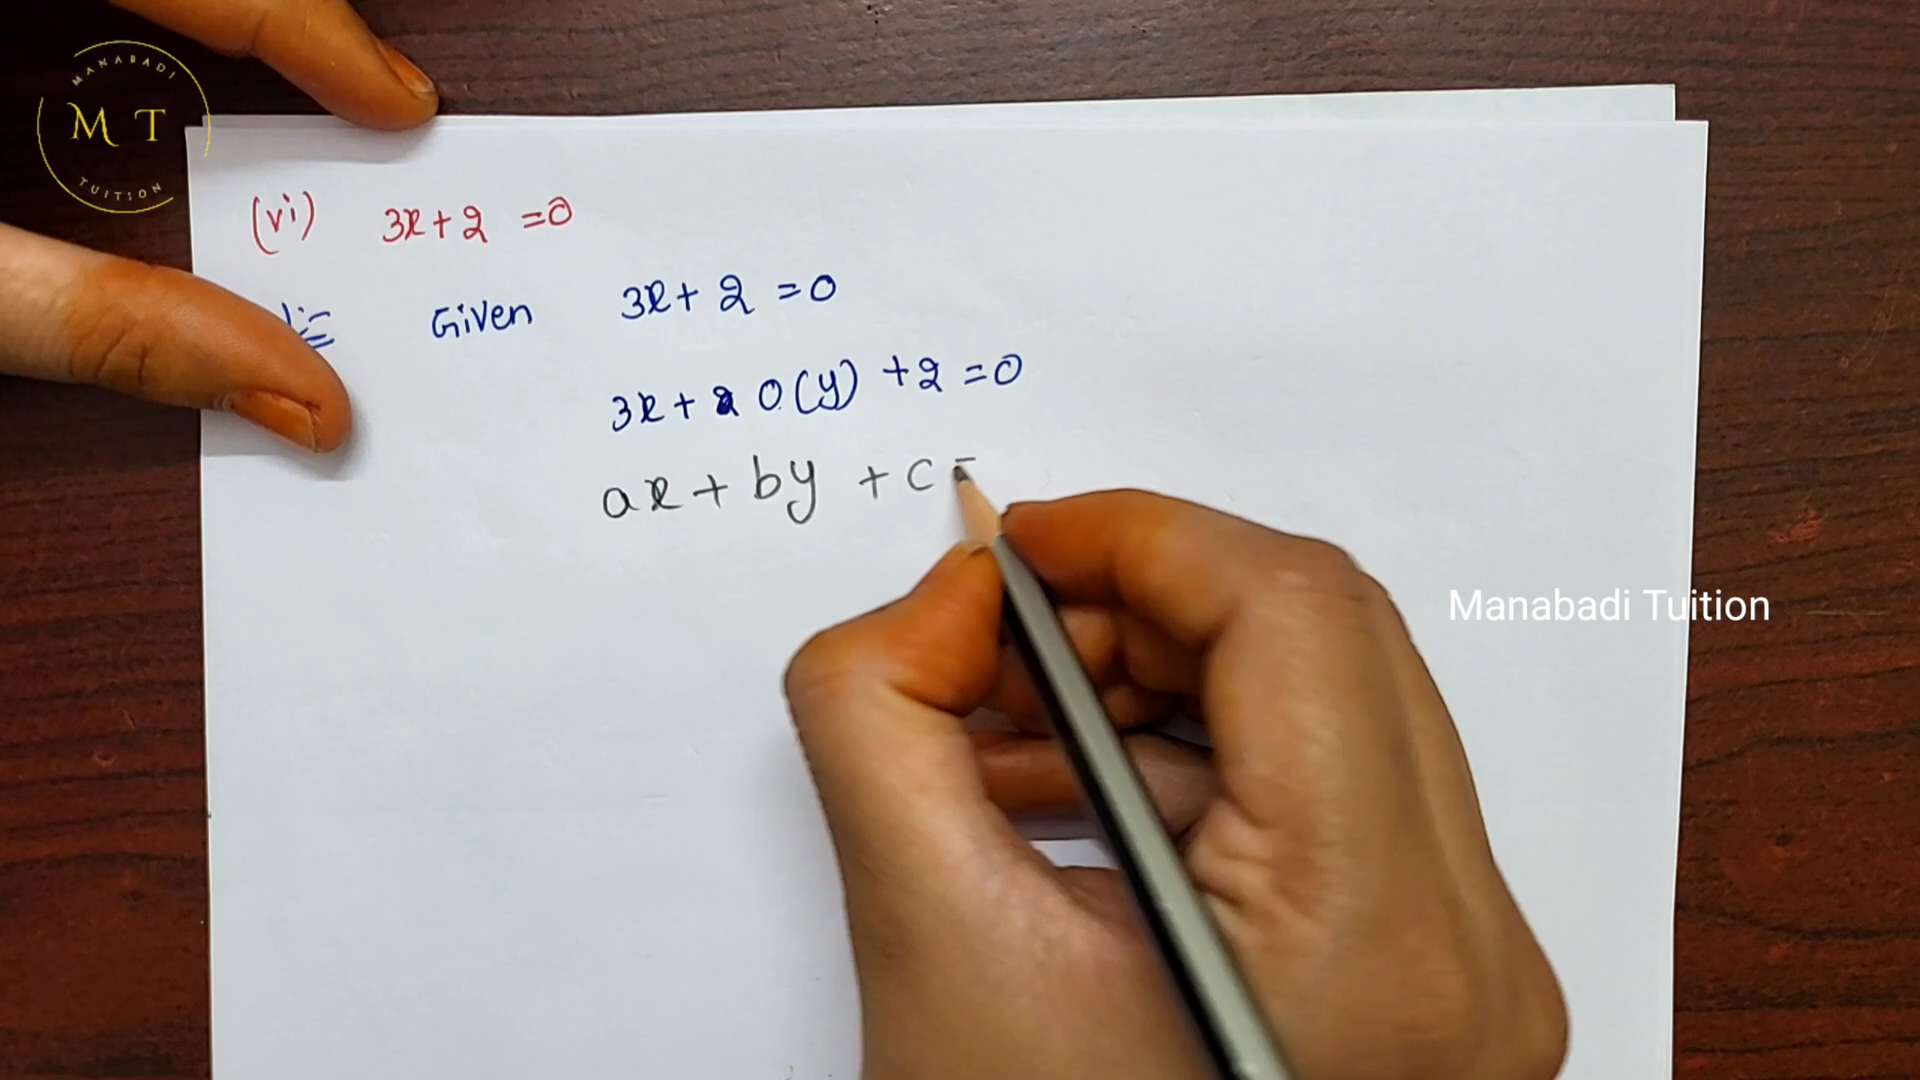 MANABADI
M T
TUITION
(vi) 3x+2 =0
Given 3x+2 =0
3x+ 0(y) +2 =0
ax+by +c =
Manabadi Tuition